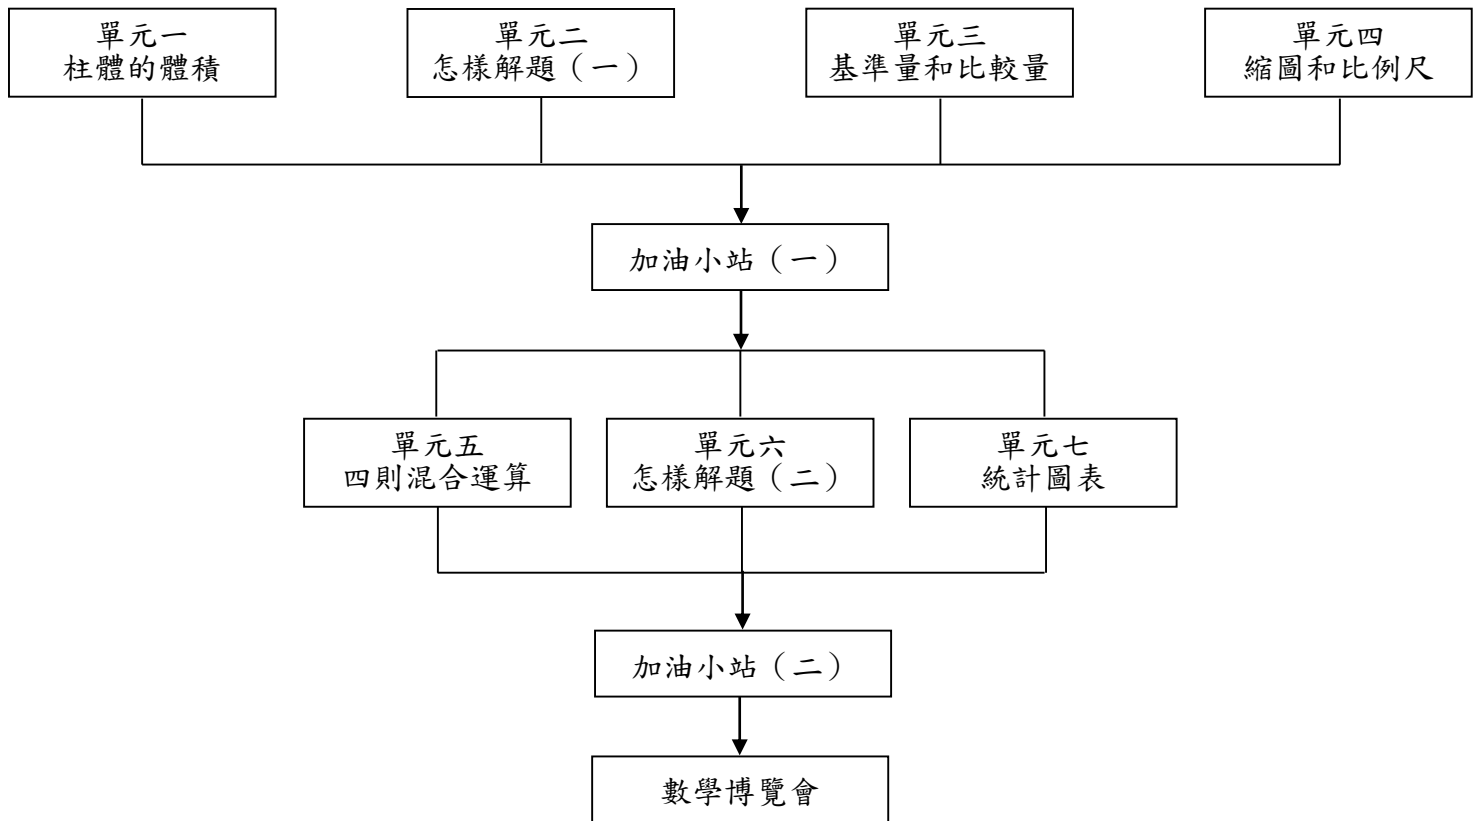 單元一
柱體的體積
單元二
怎樣解題（一）
單元三
基準量和比較量
單元四
縮圖和比例尺
加油小站（一）
單元五
四則混合運算
單元六
怎樣解題（二）
單元七
統計圖表
加油小站（二）
數學博覽會